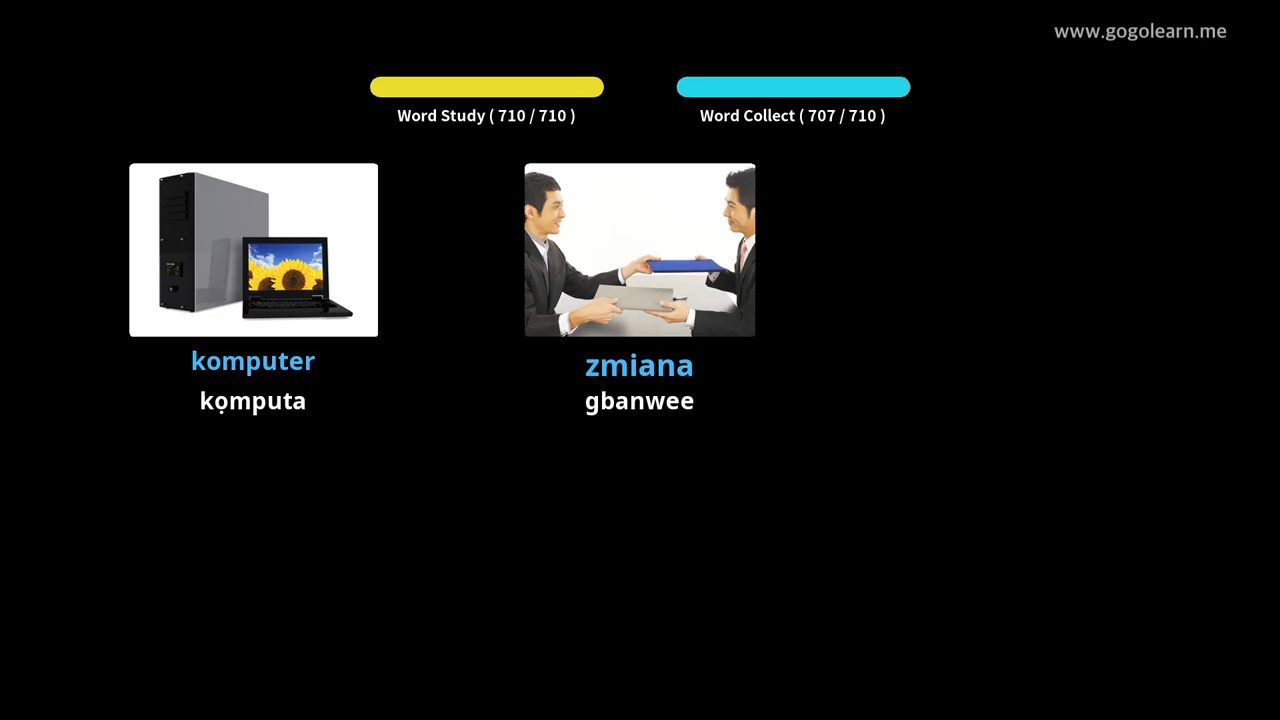 www.gogolearn.me
Word Study ( 710 / 710 )
Word Collect ( 707 / 710 )
komputer
kọmputa
zmiana
gbanwee